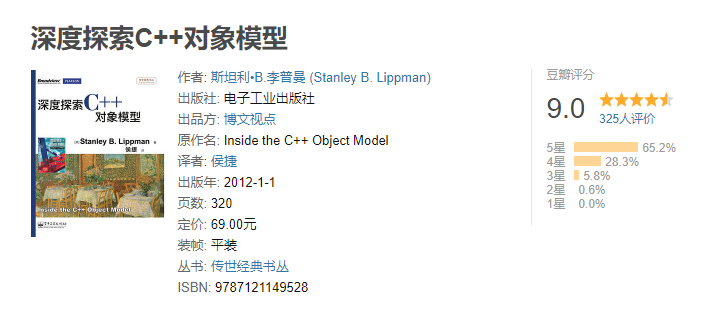 深度探索C++对象模型
Broadview
深度探索C++
对象模型
Stanley B. Lippman 著
侯捷 译
Inside the C++ Object Model
作者: 斯坦利•B.李普曼 (Stanley B. Lippman)
出版社: 电子工业出版社
出品方: 博文视点
原作名: Inside the C++ Object Model
译者: 侯捷
出版年: 2012-1-1
页数: 320
定价: 69.00元
装帧: 平装
丛书: 传世经典书丛
ISBN: 9787121149528
豆瓣评分
9.0
325人评价
5星 65.2%
4星 28.3%
3星 5.8%
2星 0.6%
1星 0.0%